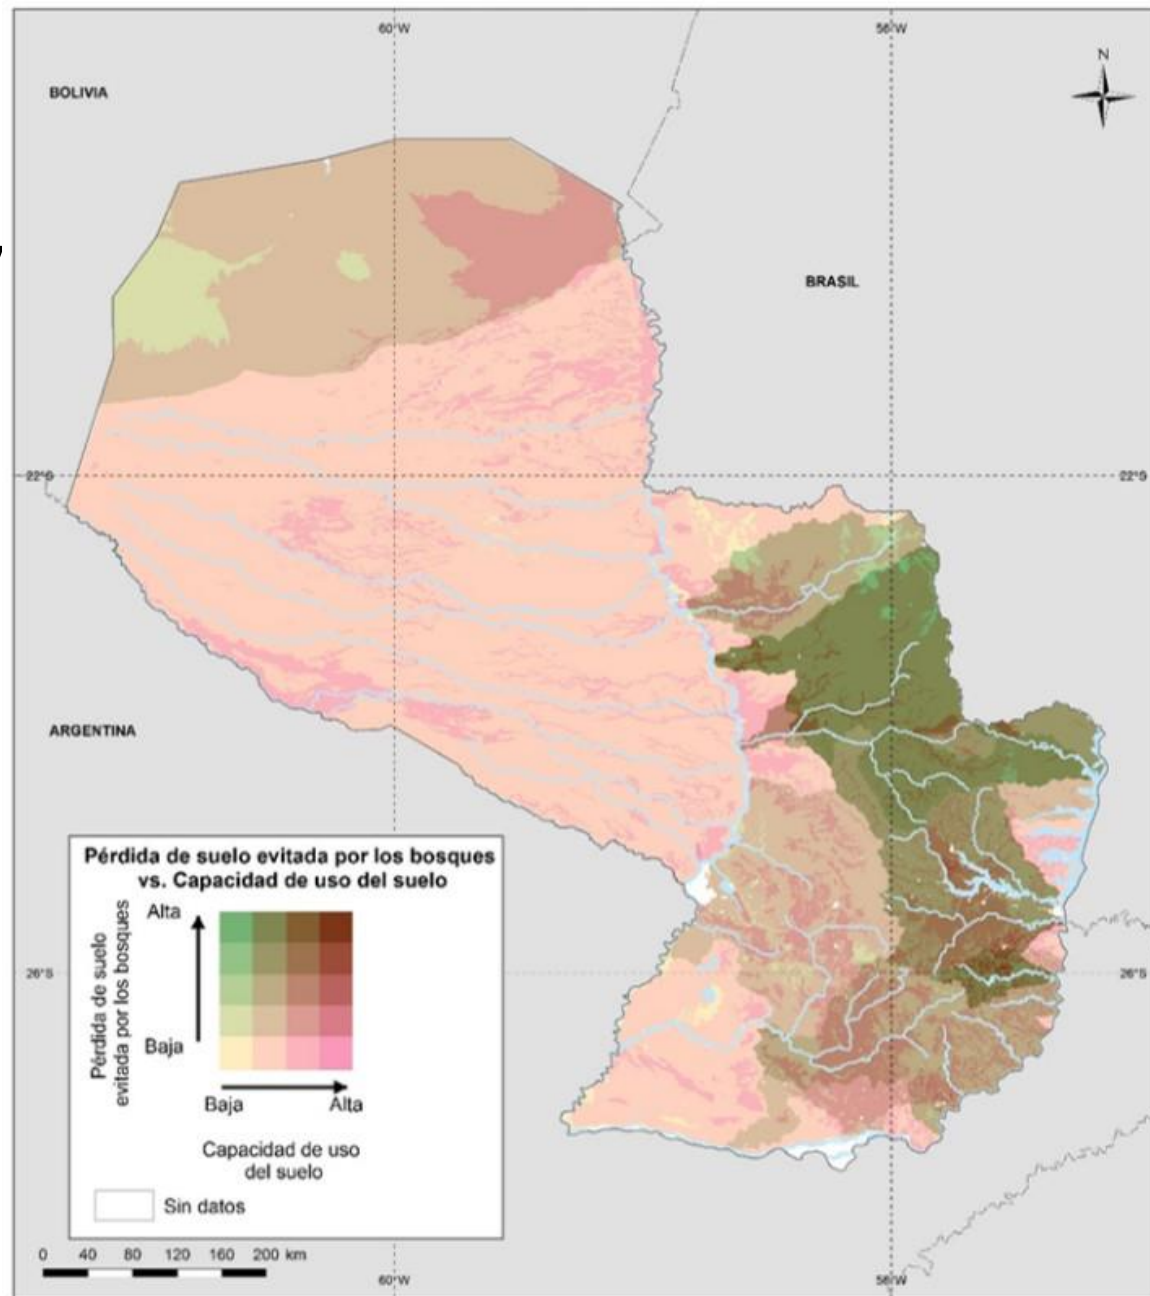 60°W
56°W
N
BOLIVIA
BRASIL
22°S
22°S
ARGENTINA
Pérdida de suelo evitada por los bosques
vs. Capacidad de uso del suelo
Alta
Pérdida de suelo
evitada por los bosques
Baja
Baja
Alta
Capacidad de uso
del suelo
Sin datos
26°S
26°S
0 40 80 120 160 200 km
60°W
56°W